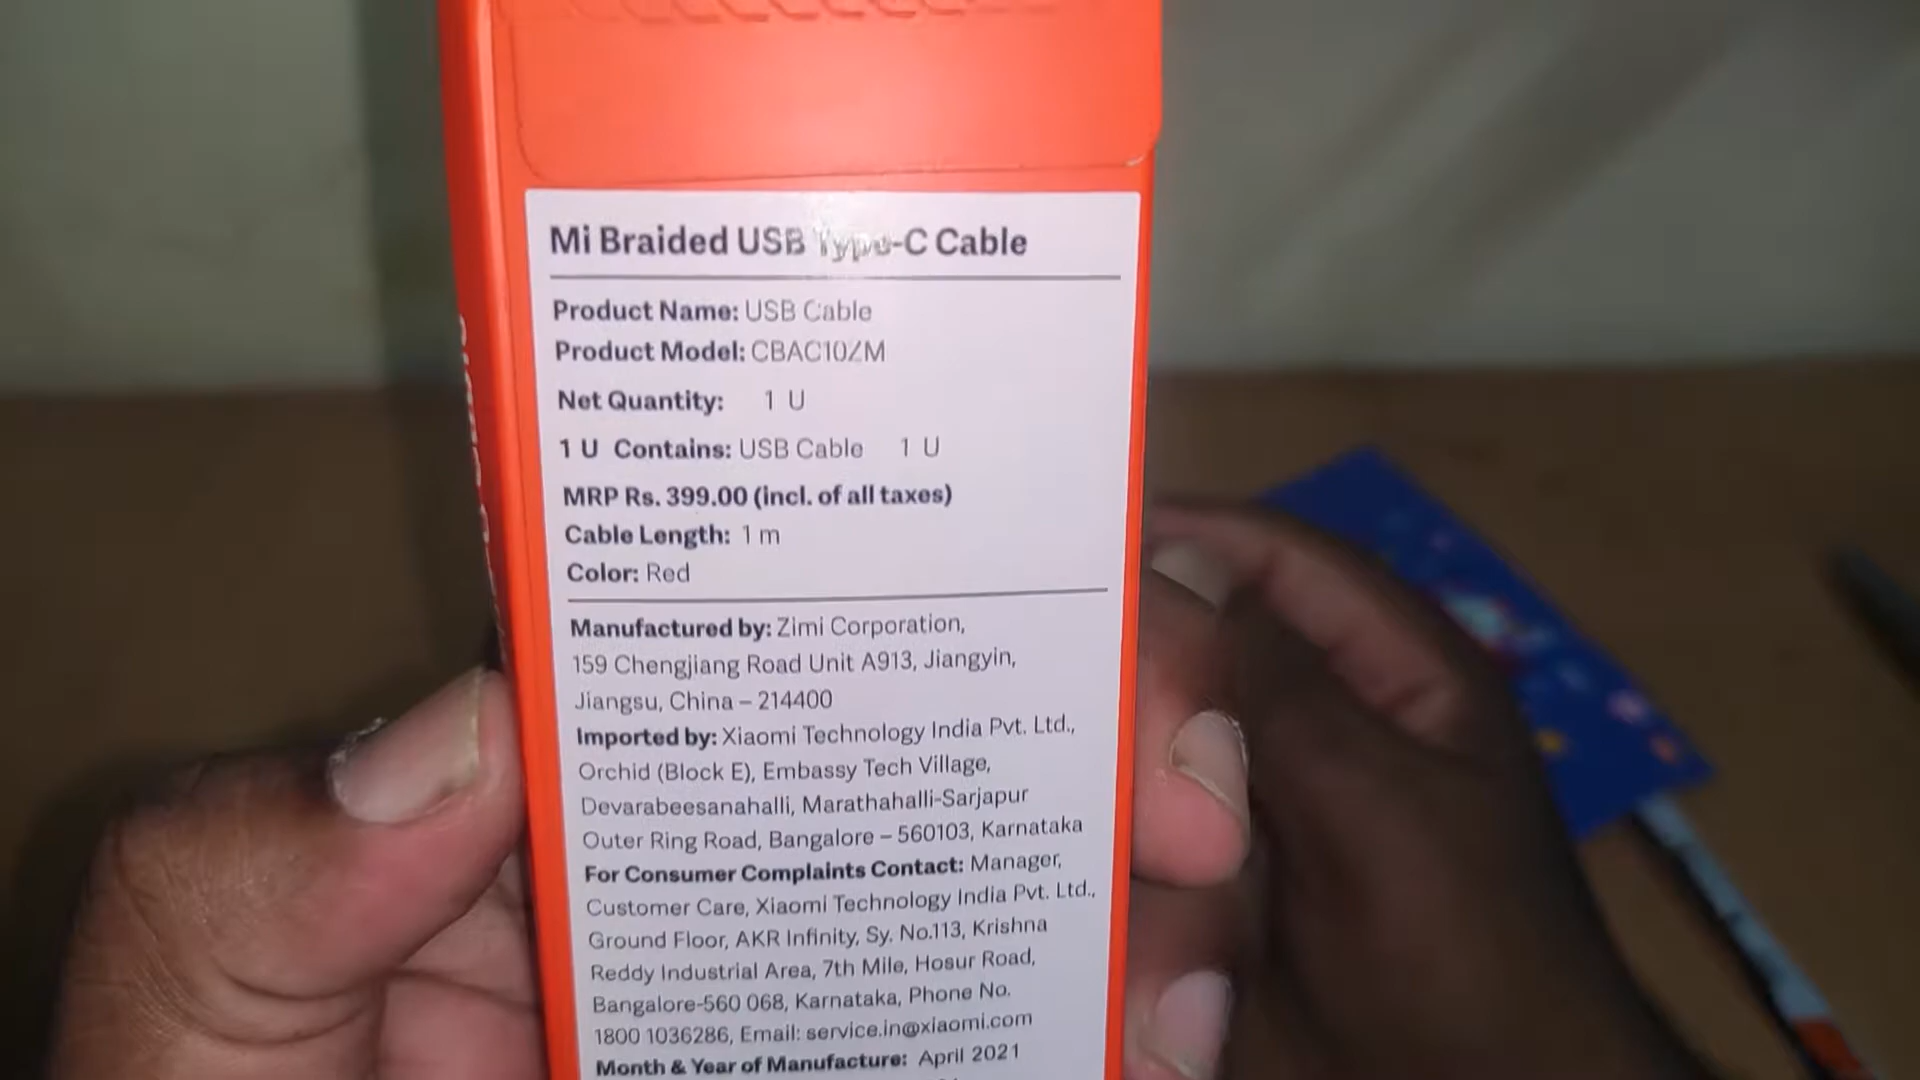 Mi Braided USB Type-C Cable
Product Name: USB Cable
Product Model: CBAC10ZM
Net Quantity: 1 U
1 U Contains: USB Cable 1 U
MRP Rs. 399.00 (incl. of all taxes)
Cable Length: 1 m
Color: Red
Manufactured by: Zimi Corporation,
159 Chengjiang Road Unit A913, Jiangyin,
Jiangsu, China – 214400
Imported by: Xiaomi Technology India Pvt. Ltd.,
Orchid (Block E), Embassy Tech Village,
Devarabeesanahalli, Marathahalli-Sarjapur
Outer Ring Road, Bangalore – 560103, Karnataka
For Consumer Complaints Contact: Manager,
Customer Care, Xiaomi Technology India Pvt. Ltd.,
Ground Floor, AKR Infinity, Sy. No.113, Krishna
Reddy Industrial Area, 7th Mile, Hosur Road,
Bangalore-560 068, Karnataka, Phone No.
1800 1036286, Email: service.in@xiaomi.com
Month & Year of Manufacture: April 2021